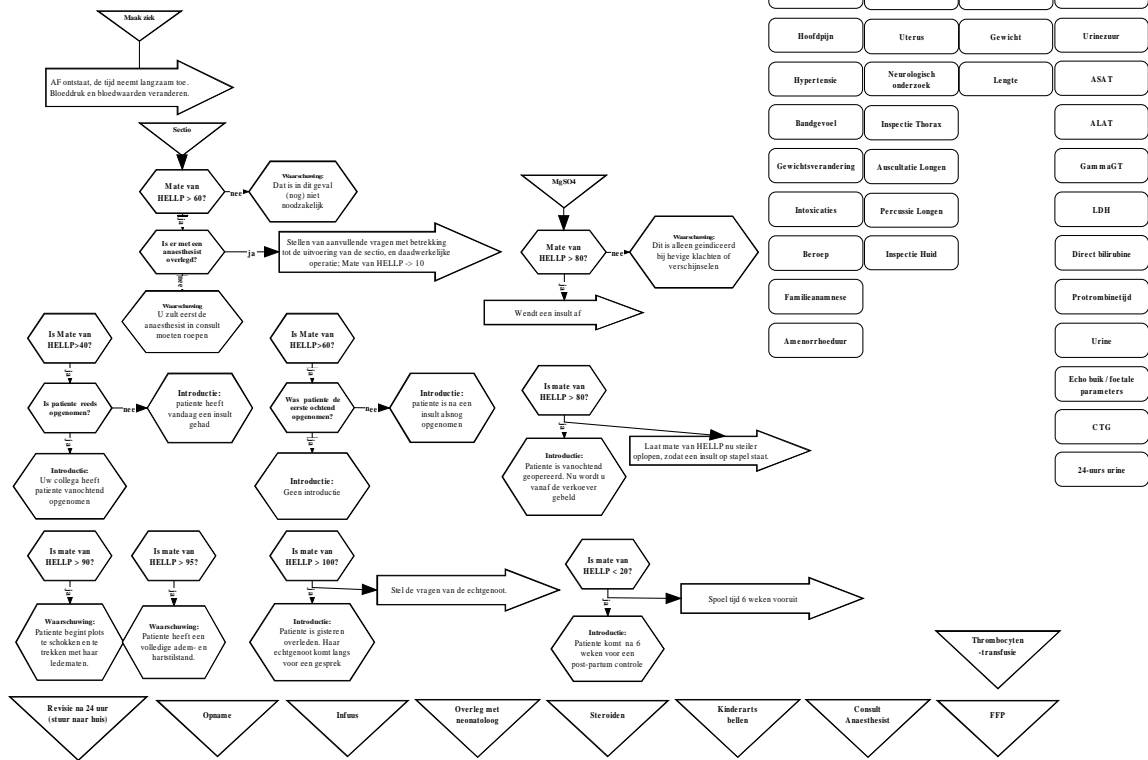 Maak ziek
AF ontstaat, de tijd neemt langzaam toe.
Bloeddruk en bloedwaarden veranderen.
Sectio
Mate van
HELLP > 60?
nee
Waarschussing:
Dat is in dit geval
(nog) niet
noodzakelijk
ja
Is er met een
anaesthesist
overlegd?
ja
Stellen van aanvullende vragen met betrekking
tot de uitvoering van de sectio, en daadwerkelijke
operatie; Mate van HELLP -> 10
nee
Waarschussing
U zult eerst de
anaesthesist in consult
moeten roepen
MgSO4
Mate van
HELLP > 80?
nee
Waarschussing:
Dit is alleen geindiceerd
bij hevige klachten of
verschijnselen
ja
Wendt een insult af
Is Mate van
HELLP>40?
ja
Is patiente reeds
opgenomen?
nee
Introductie:
patiente heeft
vandaag een insult
gehad
ja
Introductie:
Uw collega heeft
patiente vanochtend
opgenomen
Is Mate van
HELLP>60?
ja
Was patiente de
eerste ochtend
opgenomen?
nee
Introductie:
patiente is na een
insult alsnog
opgenomen
ja
Introductie:
Geen introductie
Is mate van
HELLP > 80?
ja
Laat mate van HELLP nu steiler
oplopen, zodat een insult op stapel staat.
Introductie:
Patiente is vanochtend
geopereerd. Nu wordt u
vanaf de verkoever
gebeld
Is mate van
HELLP > 90?
ja
Waarschuwing:
Patiente begint plots
te schokken en te
trekken met haar
ledematen.
Is mate van
HELLP > 95?
ja
Waarschuwing:
Patiente heeft een
volledige adem- en
hartstilstand.
Is mate van
HELLP > 100?
ja
Stel de vragen van de echtgenoot.
Introductie:
Patiente is gisteren
overleden. Haar
echtgenoot komt langs
voor een gesprek
Is mate van
HELLP < 20?
ja
Spoel tijd 6 weken vooruit
Introductie:
Patiente komt na 6
weken voor een
post-partum controle
Hoofdpijn
Uterus
Gewicht
Urinezuur
Hypertensie
Neurologisch
onderzoek
Lengte
ASAT
Bandgevoel
Inspectie Thorax
ALAT
Gewichtsverandering
Auscultatie Longen
GammaGT
Intoxicaties
Percussie Longen
LDH
Beroep
Inspectie Huid
Direct bilirubine
Familieanamnese
Protrombinetijd
Amenorrhoeduur
Urine
Echo buik / foetale
parameters
CTG
24-uurs urine
Thrombocyten
-transfusie
Revisie na 24 uur
(stuur naar huis)
Opname
Infuus
Overleg met
neonatoloog
Steroiden
Kinderarts
bellen
Consult
Anaesthesist
FFP